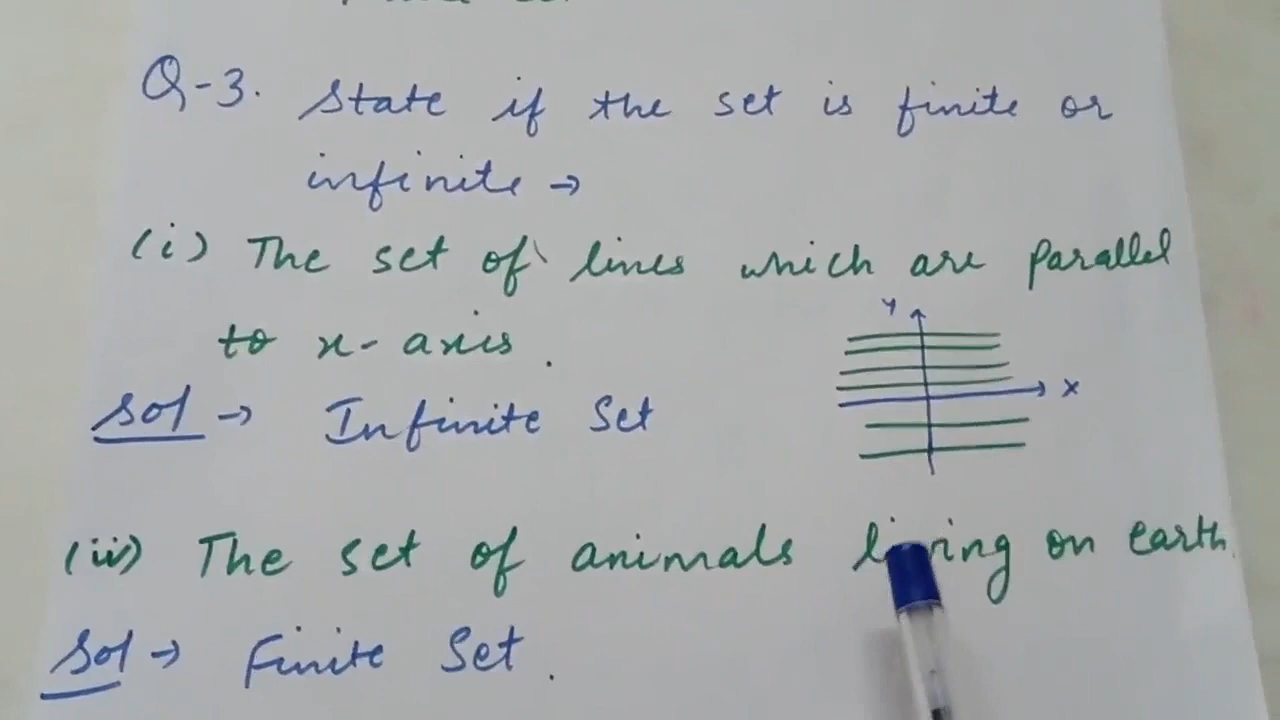 Q-3. State if the set is finite or
infinite →
(i) The set of lines which are parallel
to x-axis.
Y
X
Sol → Infinite Set
(ii) The set of animals living on earth.
Sol → Finite Set.